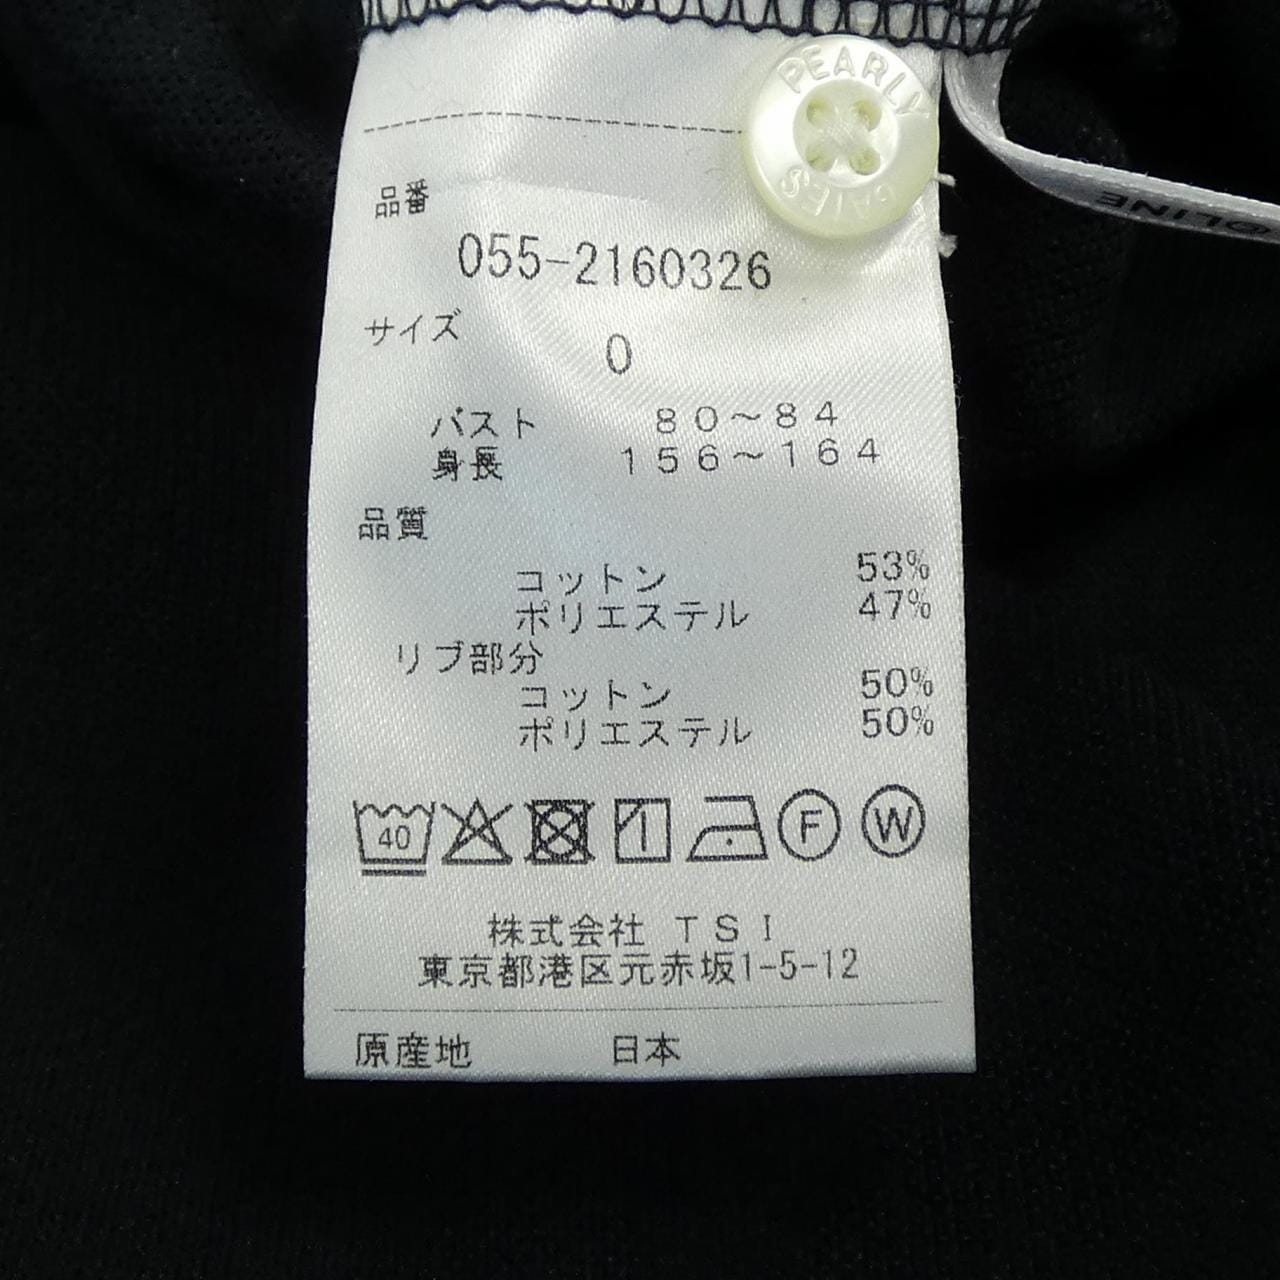 PEARLY
GATES
LINE
品番
055-2160326
サイズ
0
バスト 80～84
身長 156～164
品質
コットン 53%
ポリエステル 47%
リブ部分
コットン 50%
ポリエステル 50%
40 F W
株式会社 TSI
東京都港区元赤坂1-5-12
原産地 日本